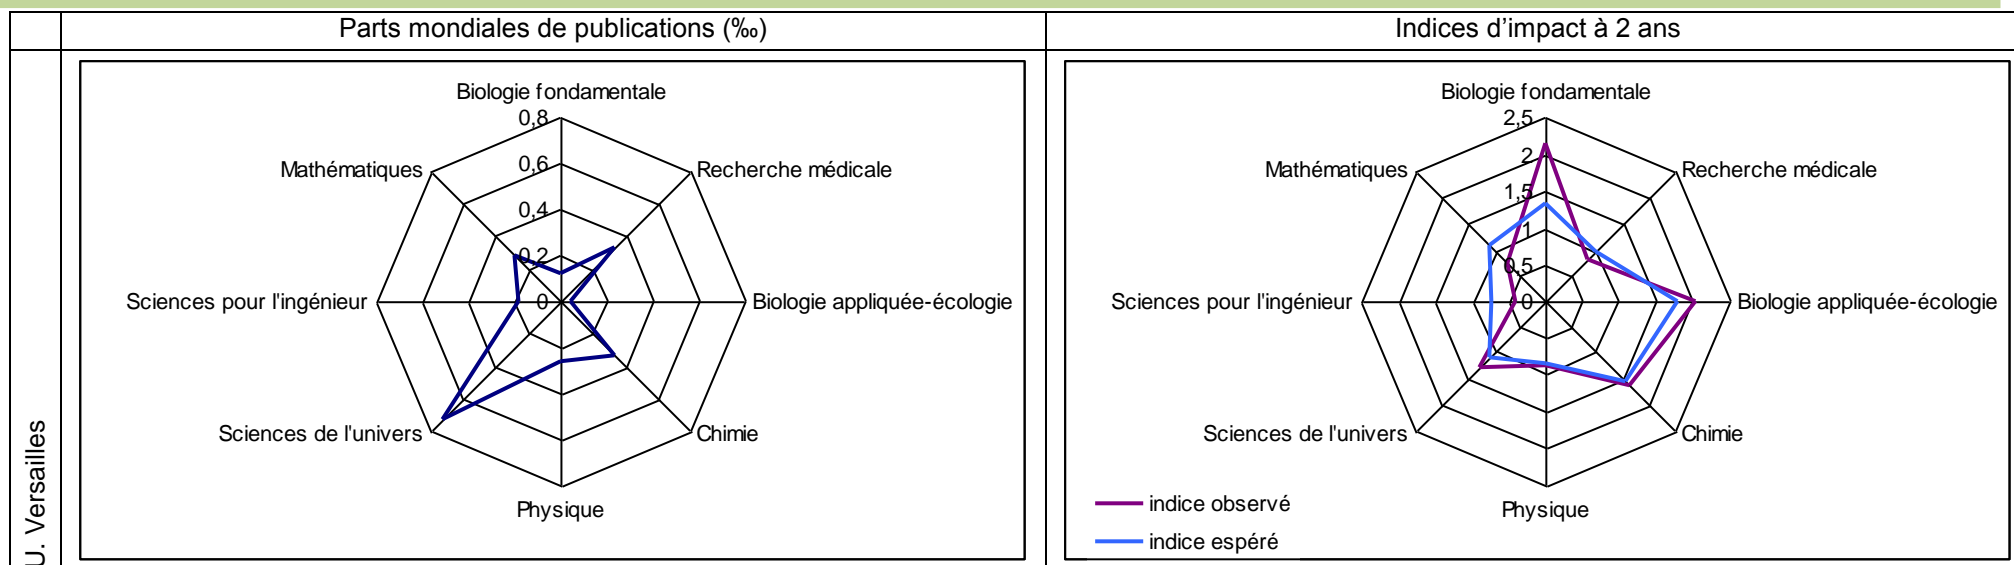 Parts mondiales de publications (‰)
Indices d'impact à 2 ans
U. Versailles
Biologie fondamentale
0,8
0,6
0,4
0,2
0
Mathématiques
Recherche médicale
Sciences pour l'ingénieur
Biologie appliquée-écologie
Sciences de l'univers
Chimie
Physique
Biologie fondamentale
2,5
2
1,5
1
0,5
0
Mathématiques
Recherche médicale
Sciences pour l'ingénieur
Biologie appliquée-écologie
Sciences de l'univers
Chimie
Physique
indice observé
indice espéré